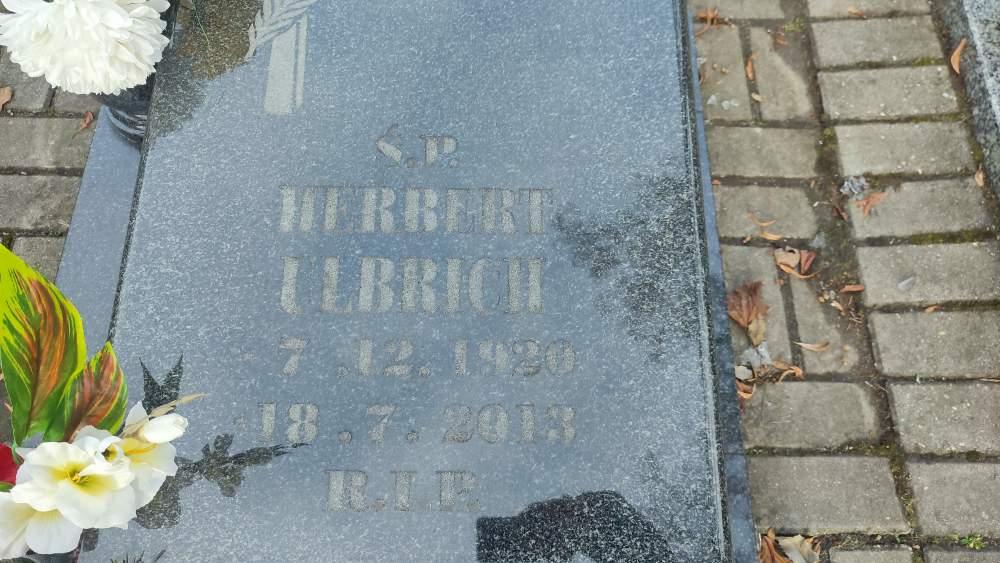 Ś.P.
HERBERT
ULBRICH
* 7.12.1920
+ 18.7.2013
R.I.P.